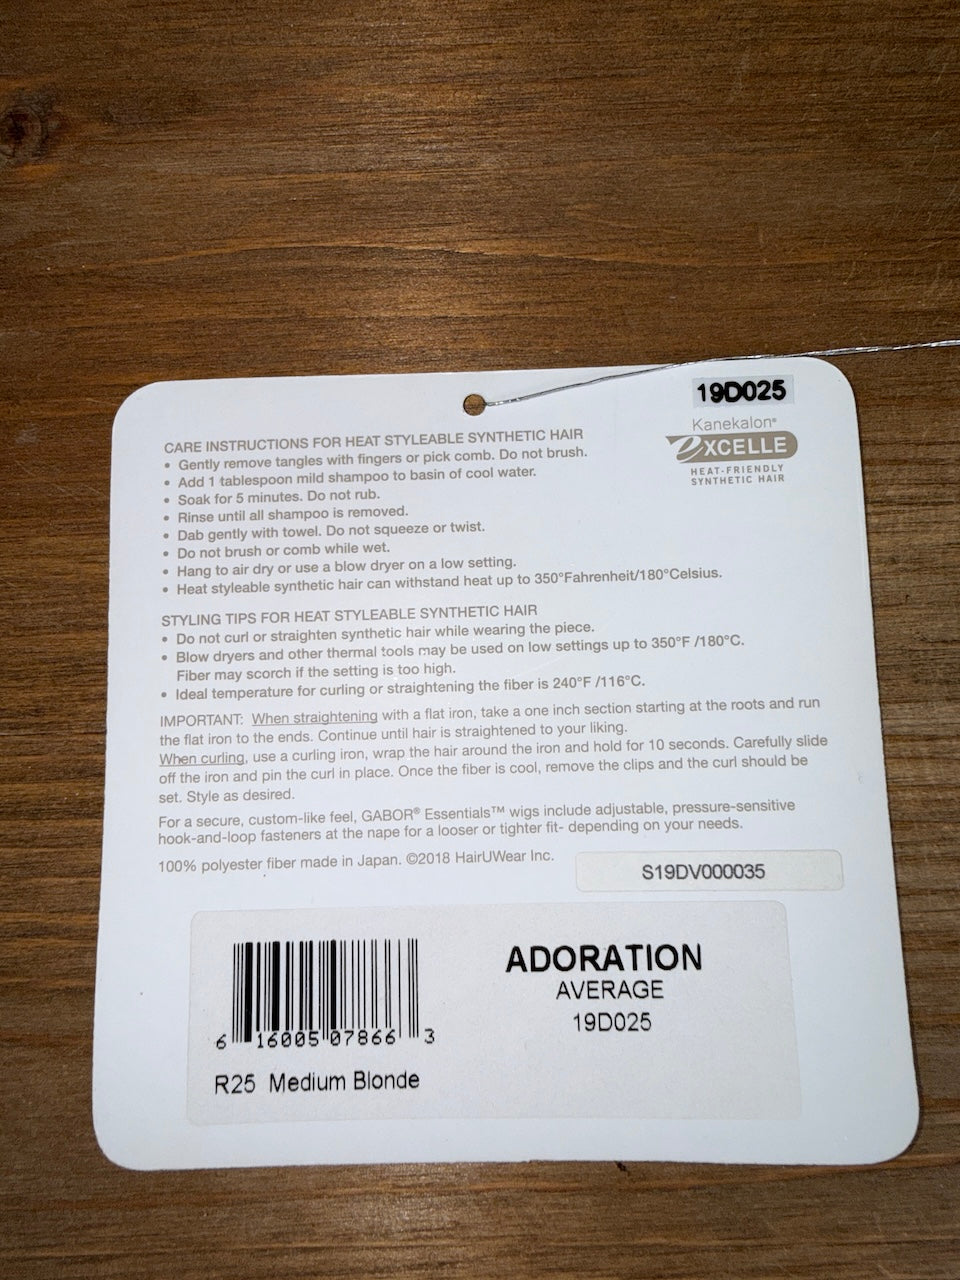 19D025
Kanekalon®
eXCELLE
HEAT-FRIENDLY
SYNTHETIC HAIR
CARE INSTRUCTIONS FOR HEAT STYLEABLE SYNTHETIC HAIR
• Gently remove tangles with fingers or pick comb. Do not brush.
• Add 1 tablespoon mild shampoo to basin of cool water.
• Soak for 5 minutes. Do not rub.
• Rinse until all shampoo is removed.
• Dab gently with towel. Do not squeeze or twist.
• Do not brush or comb while wet.
• Hang to air dry or use a blow dryer on a low setting.
• Heat styleable synthetic hair can withstand heat up to 350°Fahrenheit/180°Celsius.
STYLING TIPS FOR HEAT STYLEABLE SYNTHETIC HAIR
• Do not curl or straighten synthetic hair while wearing the piece.
• Blow dryers and other thermal tools may be used on low settings up to 350°F /180°C.
Fiber may scorch if the setting is too high.
• Ideal temperature for curling or straightening the fiber is 240°F /116°C.
IMPORTANT: When straightening with a flat iron, take a one inch section starting at the roots and run
the flat iron to the ends. Continue until hair is straightened to your liking.
When curling, use a curling iron, wrap the hair around the iron and hold for 10 seconds. Carefully slide
off the iron and pin the curl in place. Once the fiber is cool, remove the clips and the curl should be
set. Style as desired.
For a secure, custom-like feel, GABOR® Essentials™ wigs include adjustable, pressure-sensitive
hook-and-loop fasteners at the nape for a looser or tighter fit- depending on your needs.
100% polyester fiber made in Japan. ©2018 HairUWear Inc.
S19DV000035
ADORATION
AVERAGE
19D025
6 16005 07866 3
R25 Medium Blonde